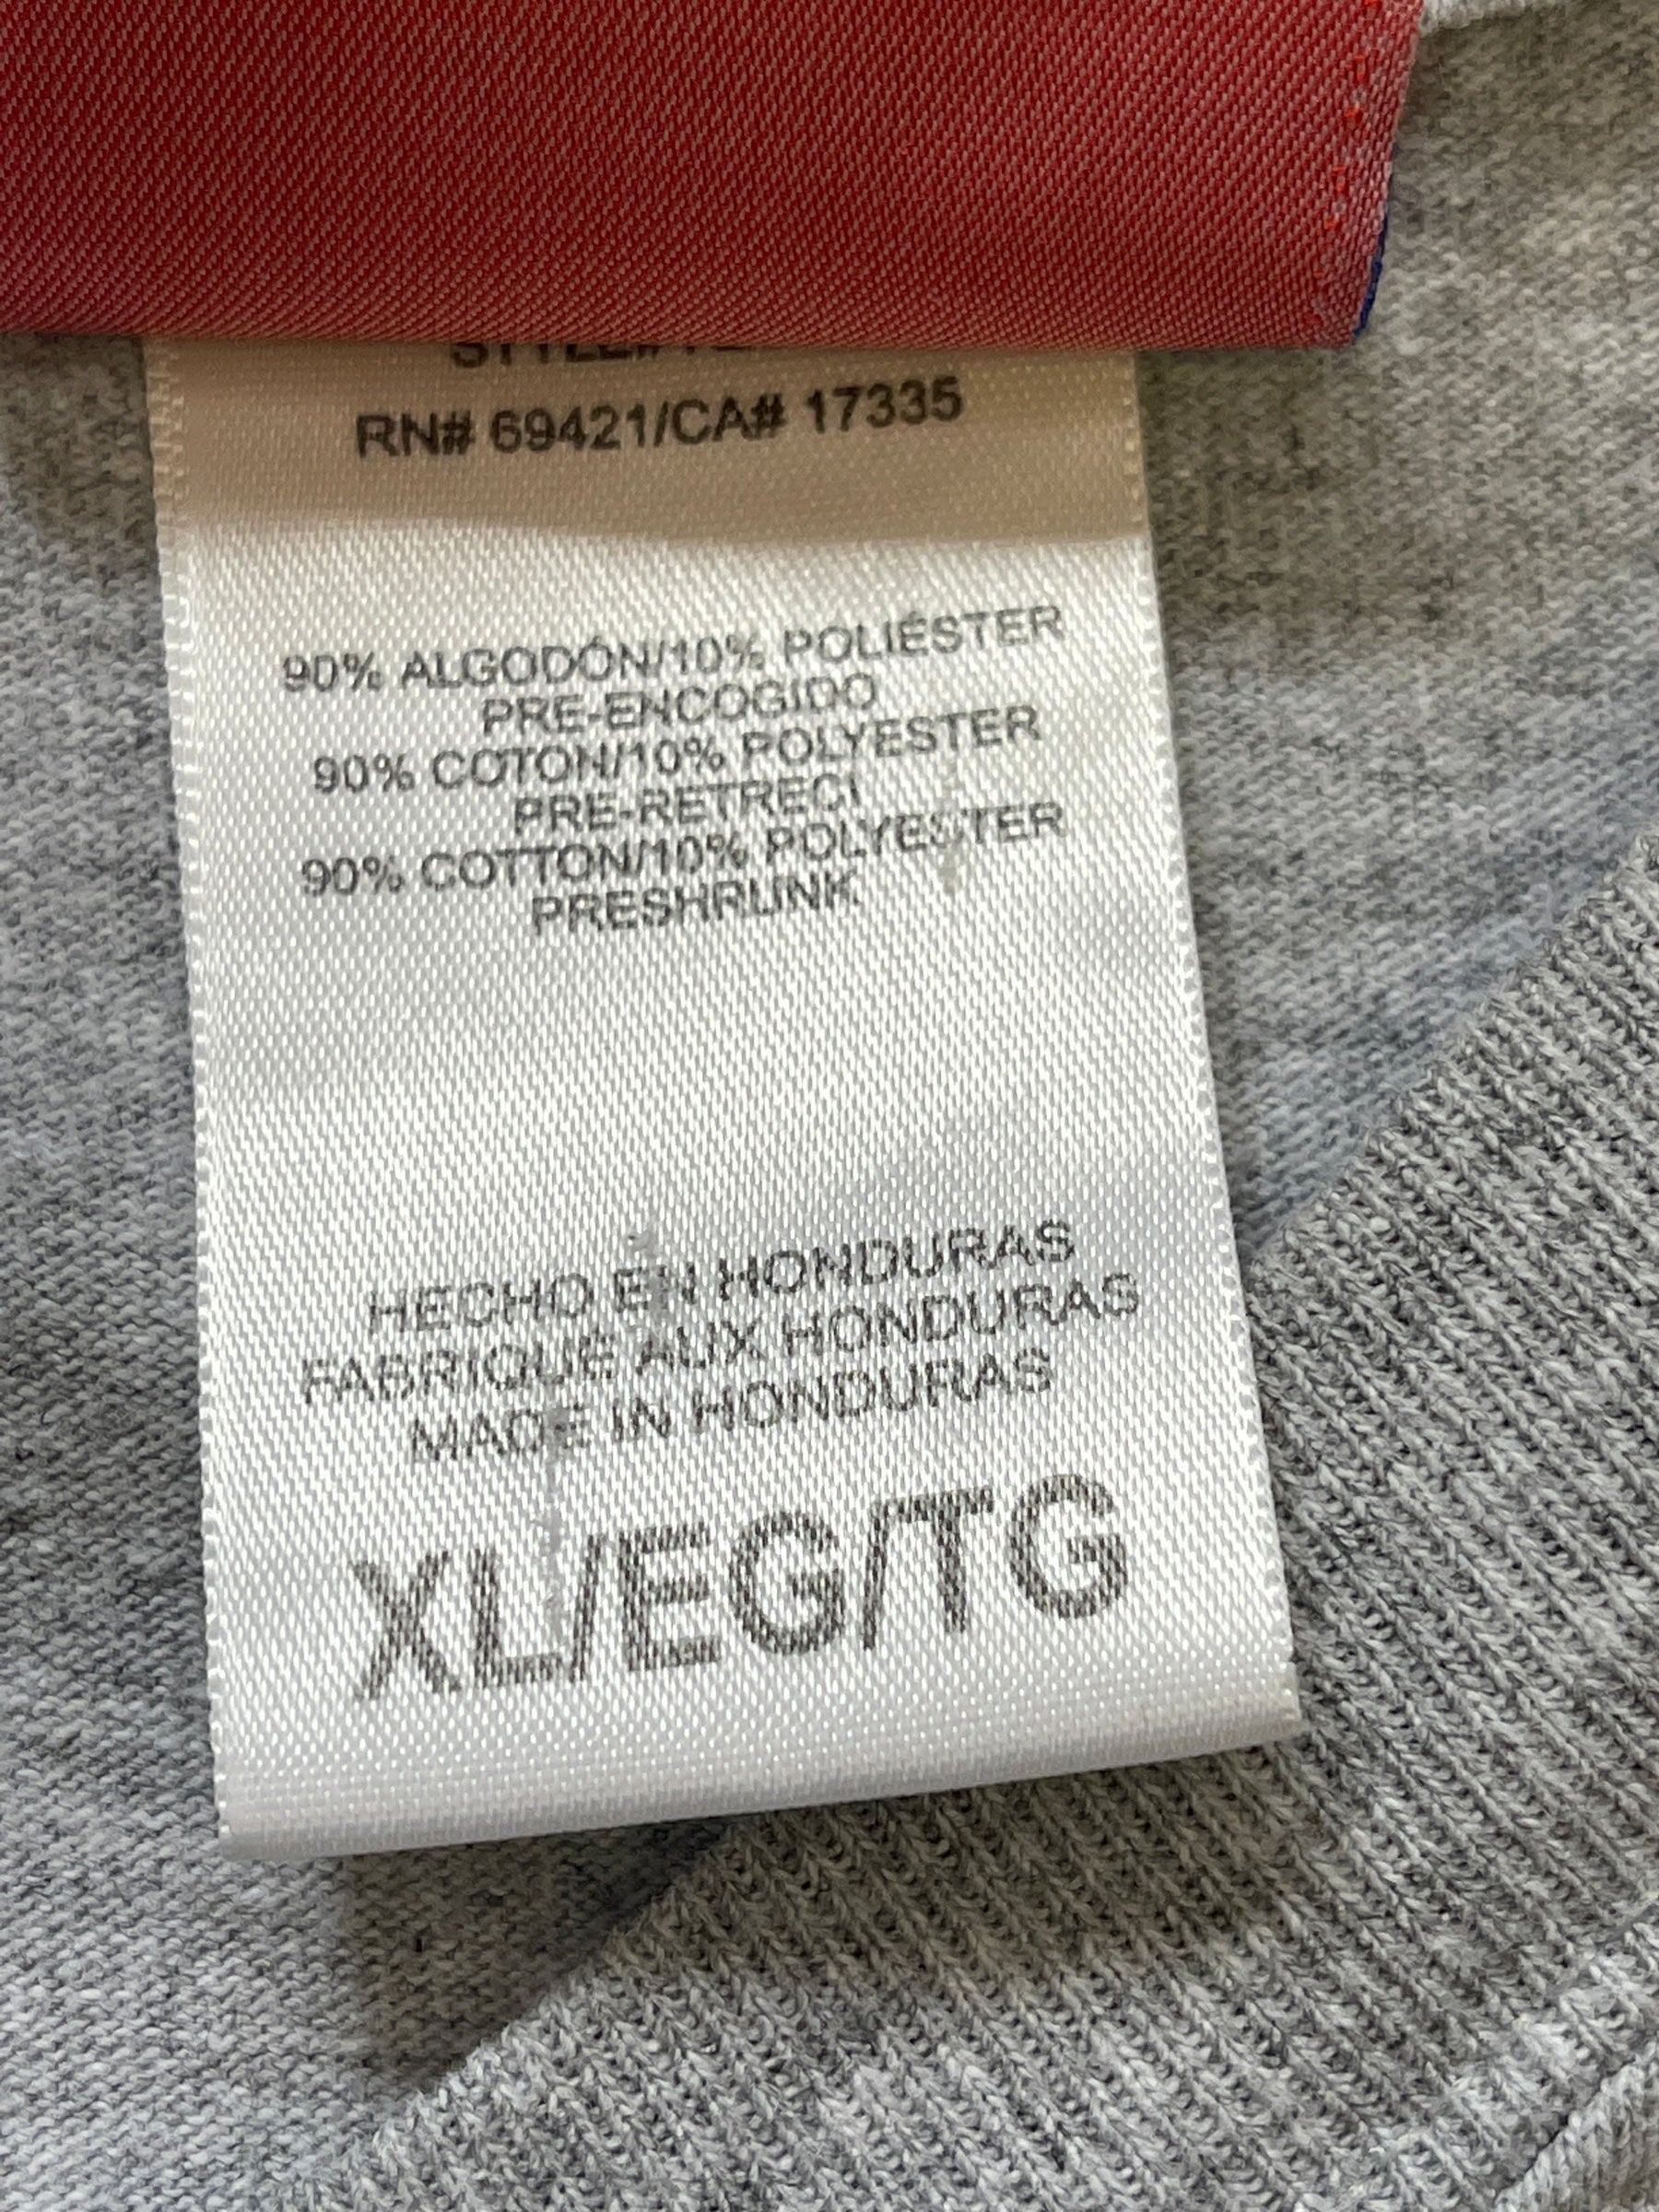 RN# 69421/CA# 17335
90% ALGODÓN/10% POLIÉSTER
PRE-ENCOGIDO
90% COTON/10% POLYESTER
PRE-RETRECI
90% COTTON/10% POLYESTER
PRESHRUNK
HECHO EN HONDURAS
FABRIQUÉ AUX HONDURAS
MADE IN HONDURAS
XL/EG/TG